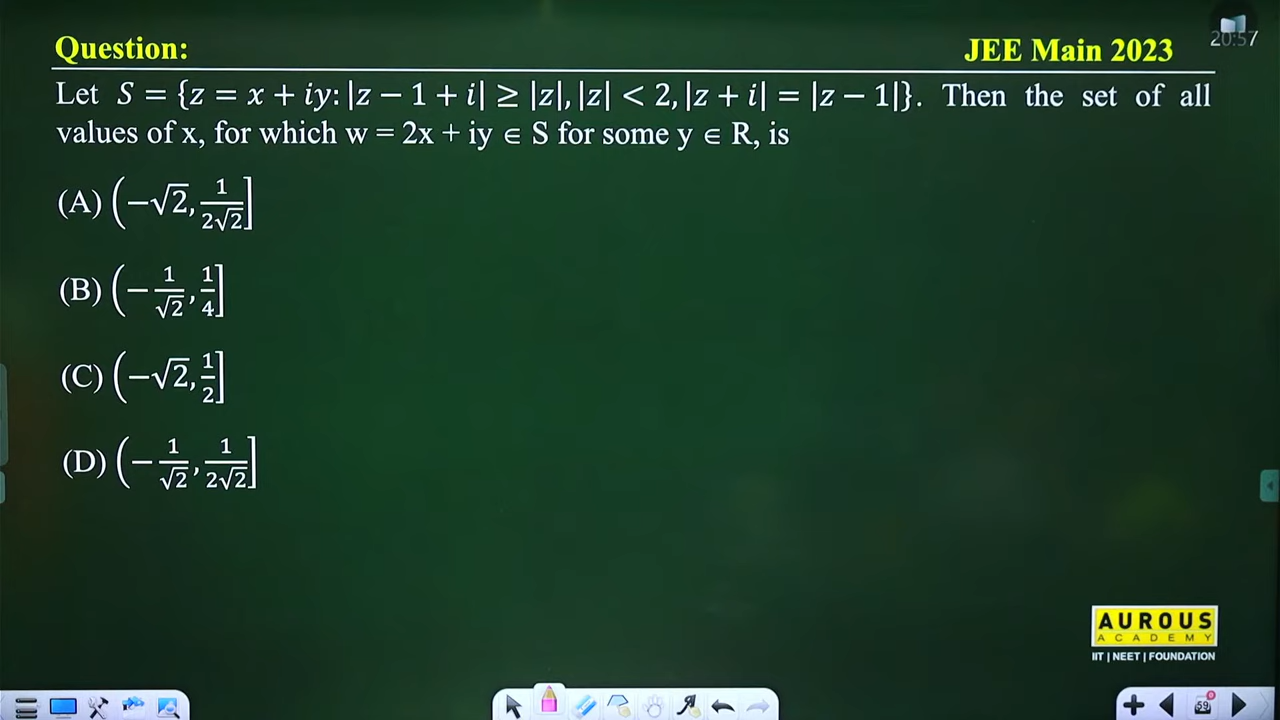 20:57
Question:
JEE Main 2023
Let S = {z = x + iy: |z − 1 + i| ≥ |z|, |z| < 2, |z + i| = |z − 1|}. Then the set of all
values of x, for which w = 2x + iy ∈ S for some y ∈ R, is
(A) (−√2, 1/(2√2)]
(B) (−1/√2, 1/4]
(C) (−√2, 1/2]
(D) (−1/√2, 1/(2√2)]
AUROUS
ACADEMY
IIT | NEET | FOUNDATION
59